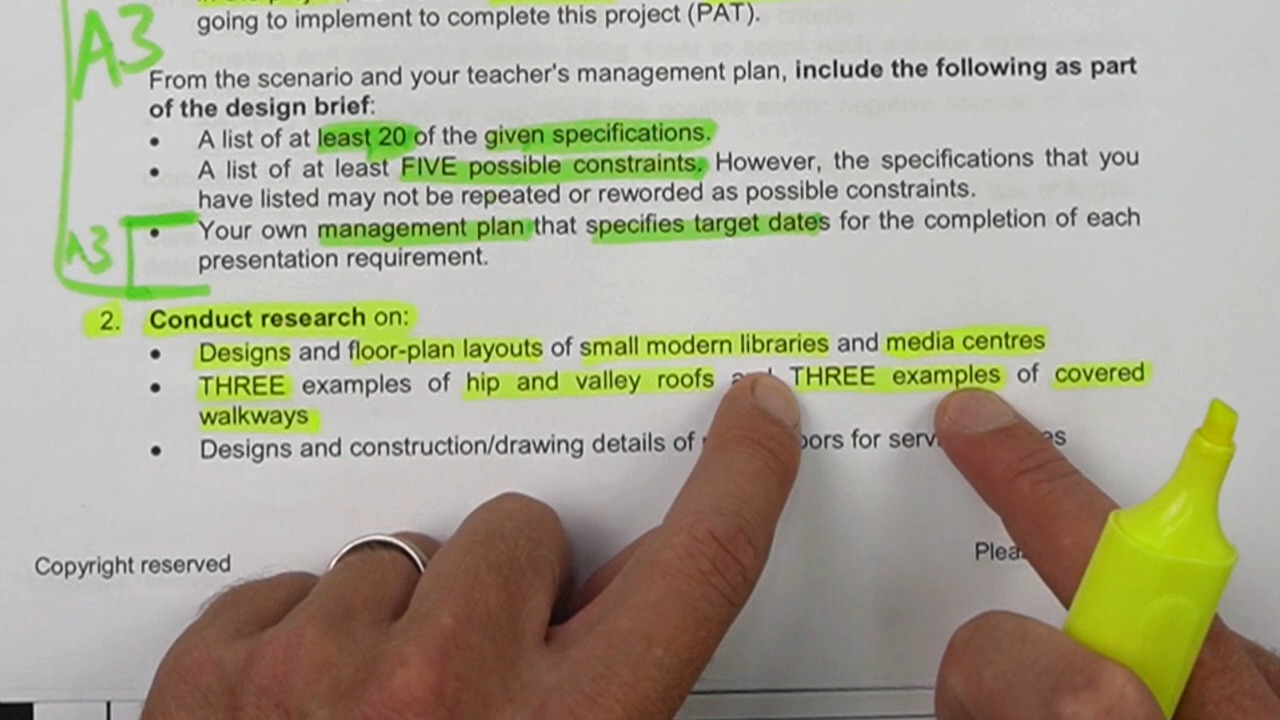 going to implement to complete this project (PAT).
A3
From the scenario and your teacher's management plan, include the following as part
of the design brief:
• A list of at least 20 of the given specifications.
• A list of at least FIVE possible constraints. However, the specifications that you
have listed may not be repeated or reworded as possible constraints.
A3
• Your own management plan that specifies target dates for the completion of each
presentation requirement.
2. Conduct research on:
• Designs and floor-plan layouts of small modern libraries and media centres
• THREE examples of hip and valley roofs THREE examples of covered
walkways
• Designs and construction/drawing details of for
Copyright reserved